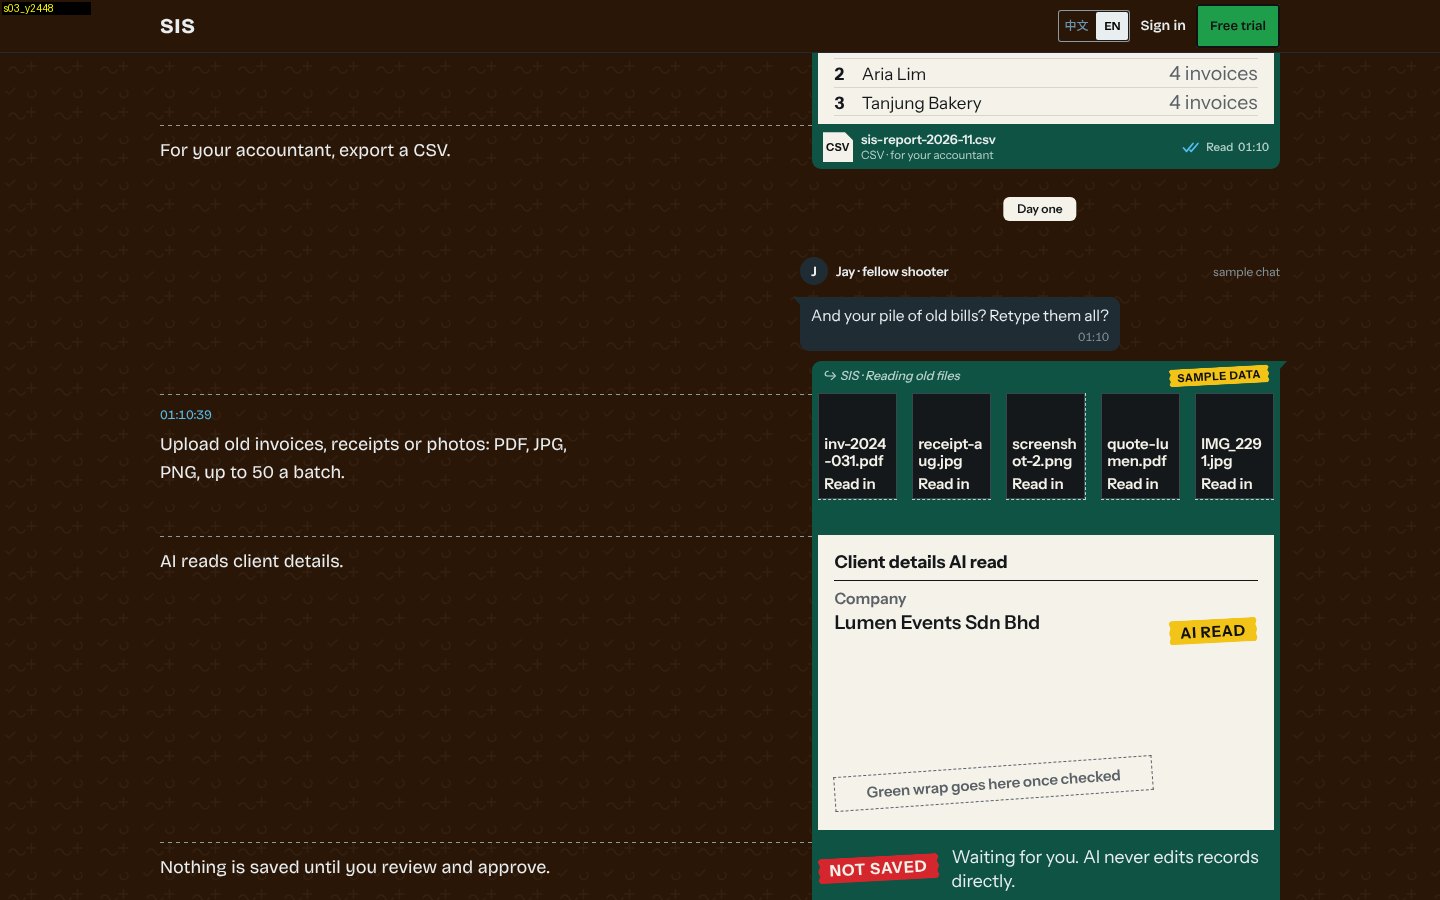 s03_y2448
SIS
中文 EN Sign in Free trial
2 Aria Lim 4 invoices
3 Tanjung Bakery 4 invoices
For your accountant, export a CSV.
CSV sis-report-2026-11.csv
CSV · for your accountant
Read 01:10
Day one
J Jay · fellow shooter sample chat
And your pile of old bills? Retype them all?
01:10
↪ SIS · Reading old files SAMPLE DATA
01:10:39
Upload old invoices, receipts or photos: PDF, JPG,
PNG, up to 50 a batch.
inv-2024
-031.pdf
Read in
receipt-a
ug.jpg
Read in
screensh
ot-2.png
Read in
quote-lu
men.pdf
Read in
IMG_229
1.jpg
Read in
AI reads client details.
Client details AI read
Company
Lumen Events Sdn Bhd
AI READ
Green wrap goes here once checked
Nothing is saved until you review and approve.
NOT SAVED
Waiting for you. AI never edits records
directly.